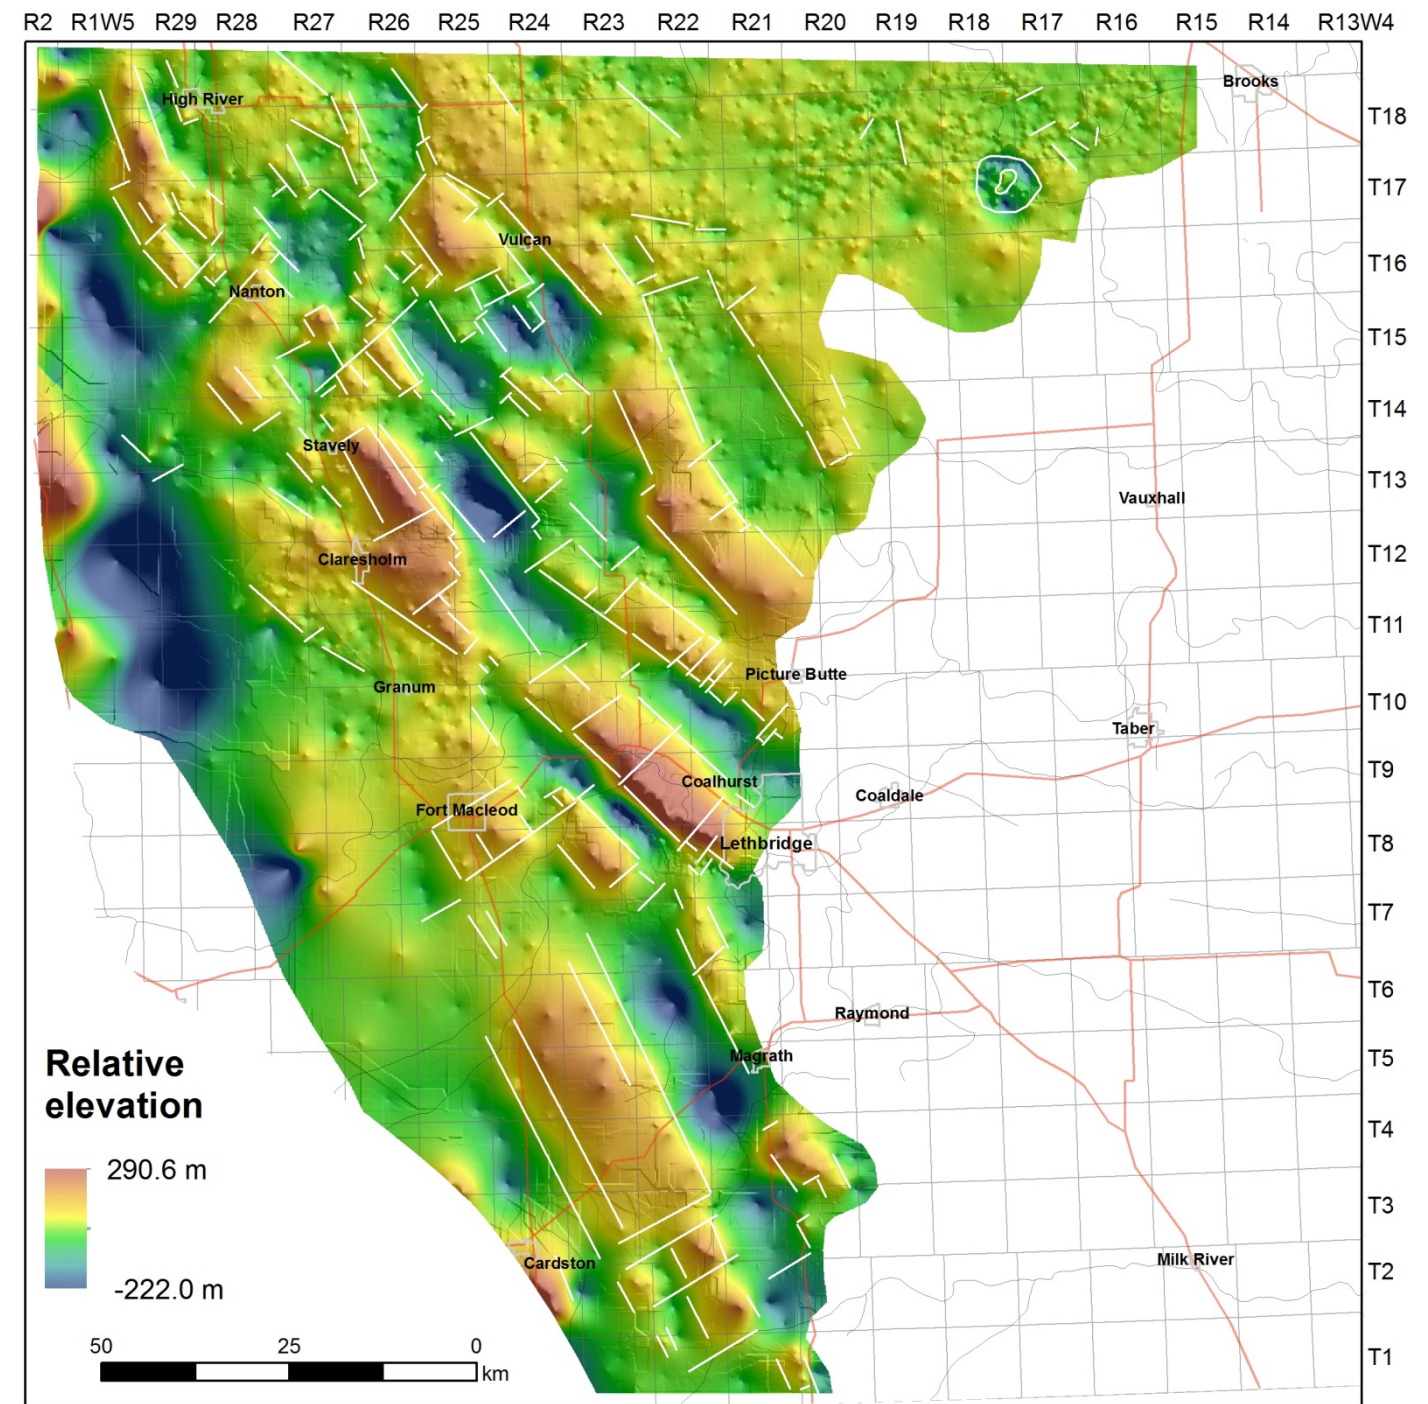 R2 R1W5 R29 R28 R27 R26 R25 R24 R23 R22 R21 R20 R19 R18 R17 R16 R15 R14 R13W4
Brooks
High River
T18
T17
Vulcan
T16
Nanton
T15
T14
Stavely
T13
Vauxhall
T12
Claresholm
T11
Picture Butte
Granum
T10
Taber
T9
Coalhurst
Coaldale
Fort Macleod
T8
Lethbridge
T7
T6
Raymond
Magrath
T5
Relative
elevation
T4
290.6 m
T3
Milk River
Cardston
T2
-222.0 m
50 25 0
T1
km